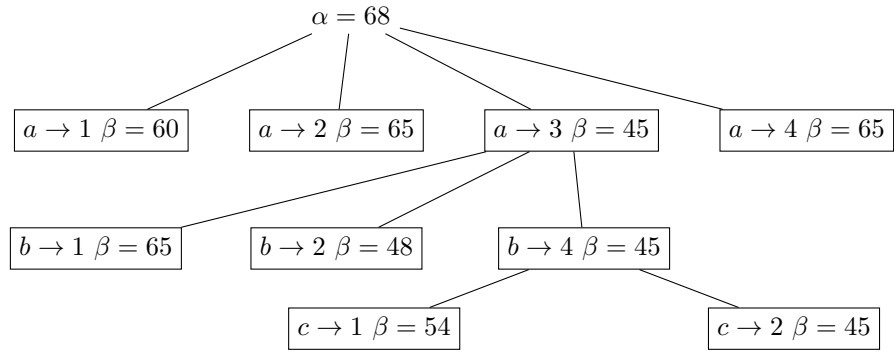 α = 68
a → 1 β = 60
a → 2 β = 65
a → 3 β = 45
a → 4 β = 65
b → 1 β = 65
b → 2 β = 48
b → 4 β = 45
c → 1 β = 54
c → 2 β = 45